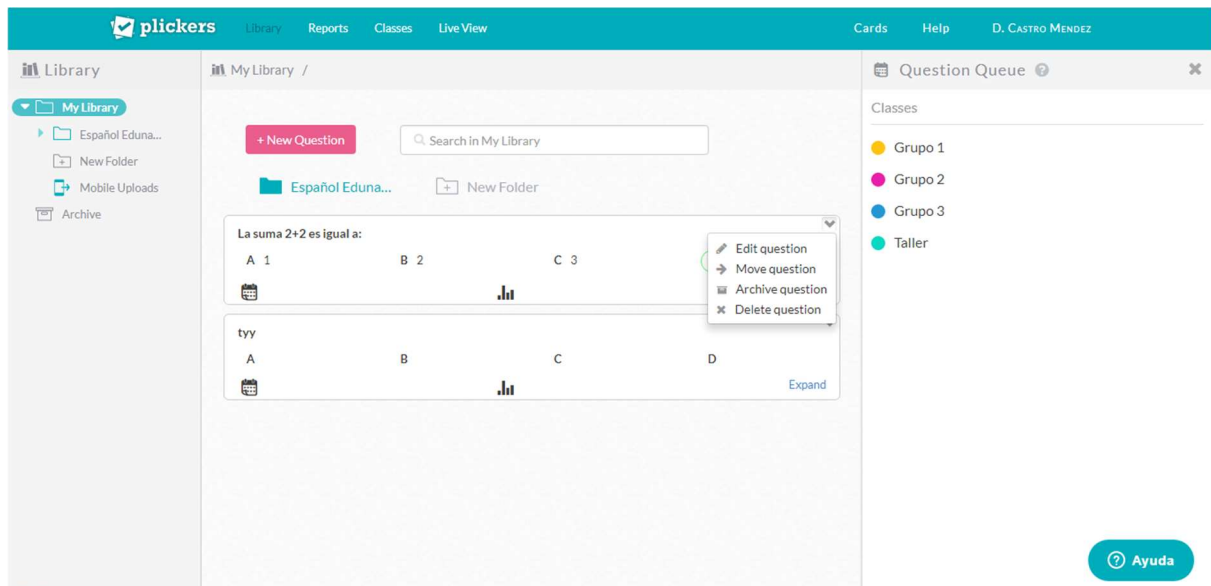 plickers Library Reports Classes Live View Cards Help D. Castro Mendez
Library
My Library
Español Eduna...
New Folder
Mobile Uploads
Archive
My Library /
+ New Question
Search in My Library
Español Eduna...
New Folder
La suma 2+2 es igual a:
A 1 B 2 C 3
Edit question
Move question
Archive question
Delete question
tyy
A B C D
Expand
Question Queue ?
Classes
Grupo 1
Grupo 2
Grupo 3
Taller
? Ayuda